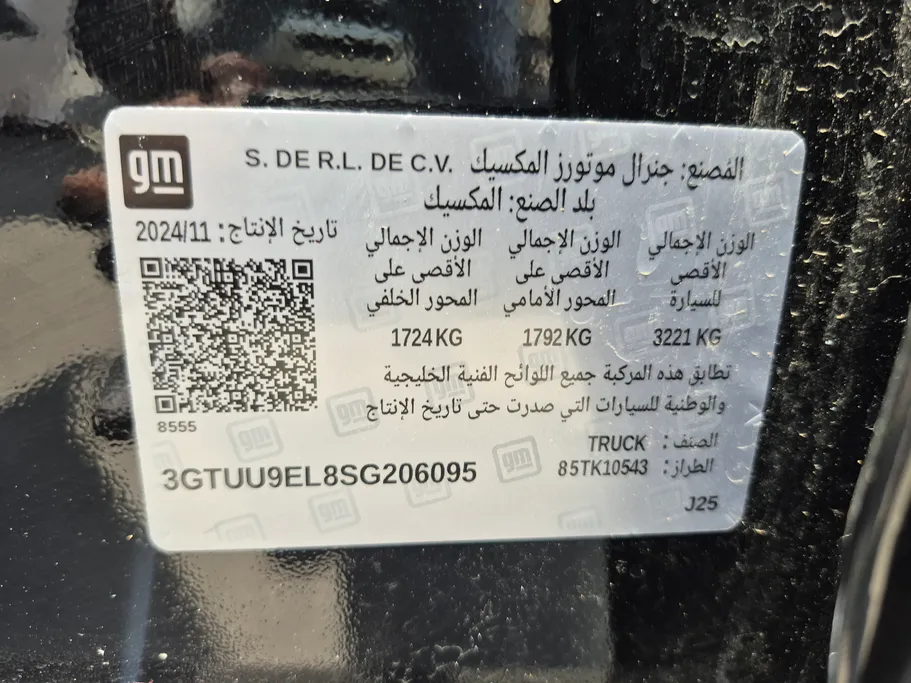 gm
المصنع: جنرال موتورز المكسيك S. DE R.L. DE C.V.
بلد الصنع: المكسيك
تاريخ الإنتاج: 2024/11
الوزن الإجمالي الأقصى للسيارة
3221 KG
الوزن الإجمالي الأقصى على المحور الأمامي
1792 KG
الوزن الإجمالي الأقصى على المحور الخلفي
1724 KG
تطابق هذه المركبة جميع اللوائح الفنية الخليجية
والوطنية للسيارات التي صدرت حتى تاريخ الإنتاج
8555
الصنف: TRUCK
الطراز: 85TK10543
3GTUU9EL8SG206095
J25